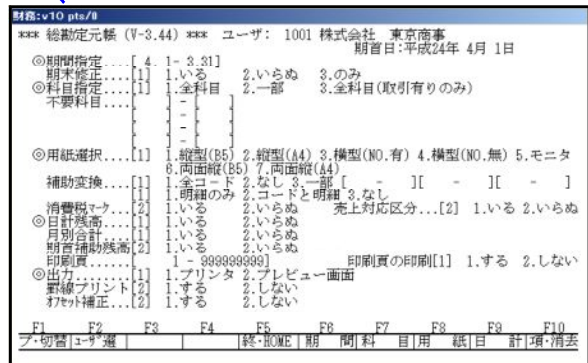 財務:v10 pts/0
*** 総勘定元帳 (V-3.44) *** ユーザ: 1001 株式会社 東京商事
期首日:平成24年 4月 1日
◎期間指定....[ 4. 1- 3.31]
期末修正....[1] 1.いる 2.いらぬ 3.のみ
◎科目指定....[1] 1.全科目 2.一部 3.全科目(取引有りのみ)
不要科目....[ - ]
[ - ]
[ - ]
[ - ]
◎用紙選択....[1] 1.縦型(B5) 2.縦型(A4) 3.横型(NO.有) 4.横型(NO.無) 5.モニタ
6.両面縦(B5) 7.両面縦(A4)
補助変換....[1] 1.全コード 2.なし 3.一部 [ - ][ - ][ - ]
[1] 1.明細のみ 2.コードと明細 3.なし
消費税マーク..[2] 1.いる 2.いらぬ 売上対応区分...[2] 1.いる 2.いらぬ
◎日計残高....[1] 1.いる 2.いらぬ
月別合計....[1] 1.いる 2.いらぬ
期首補助残高[2] 1.いる 2.いらぬ
印刷頁......[ 1 - 999999999] 印刷頁の印刷[1] 1.する 2.しない
◎出力........[1] 1.プリンタ 2.プレビュー画面
罫線プリント[2] 1.する 2.しない
オフセット補正...[2] 1.する 2.しない
F1 F2 F3 F4 F5 F6 F7 F8 F9 F10
プ・切替 ユーザ選 終・HOME 期 間 科 目 用 紙 日 計 項・消去